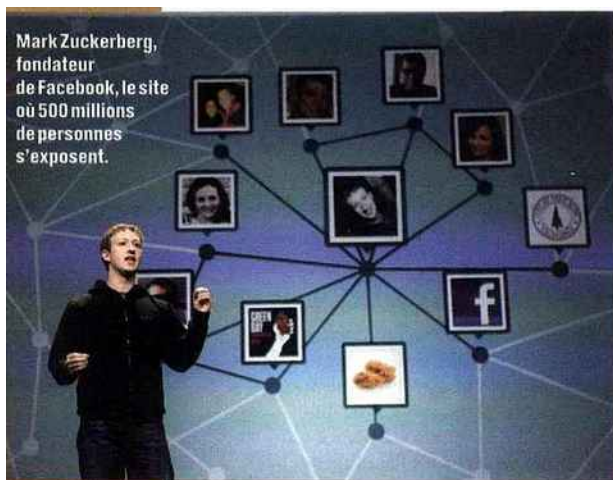 Mark Zuckerberg,
fondateur
de Facebook, le site
où 500 millions
de personnes
s'exposent.
GREEN
DAY
f